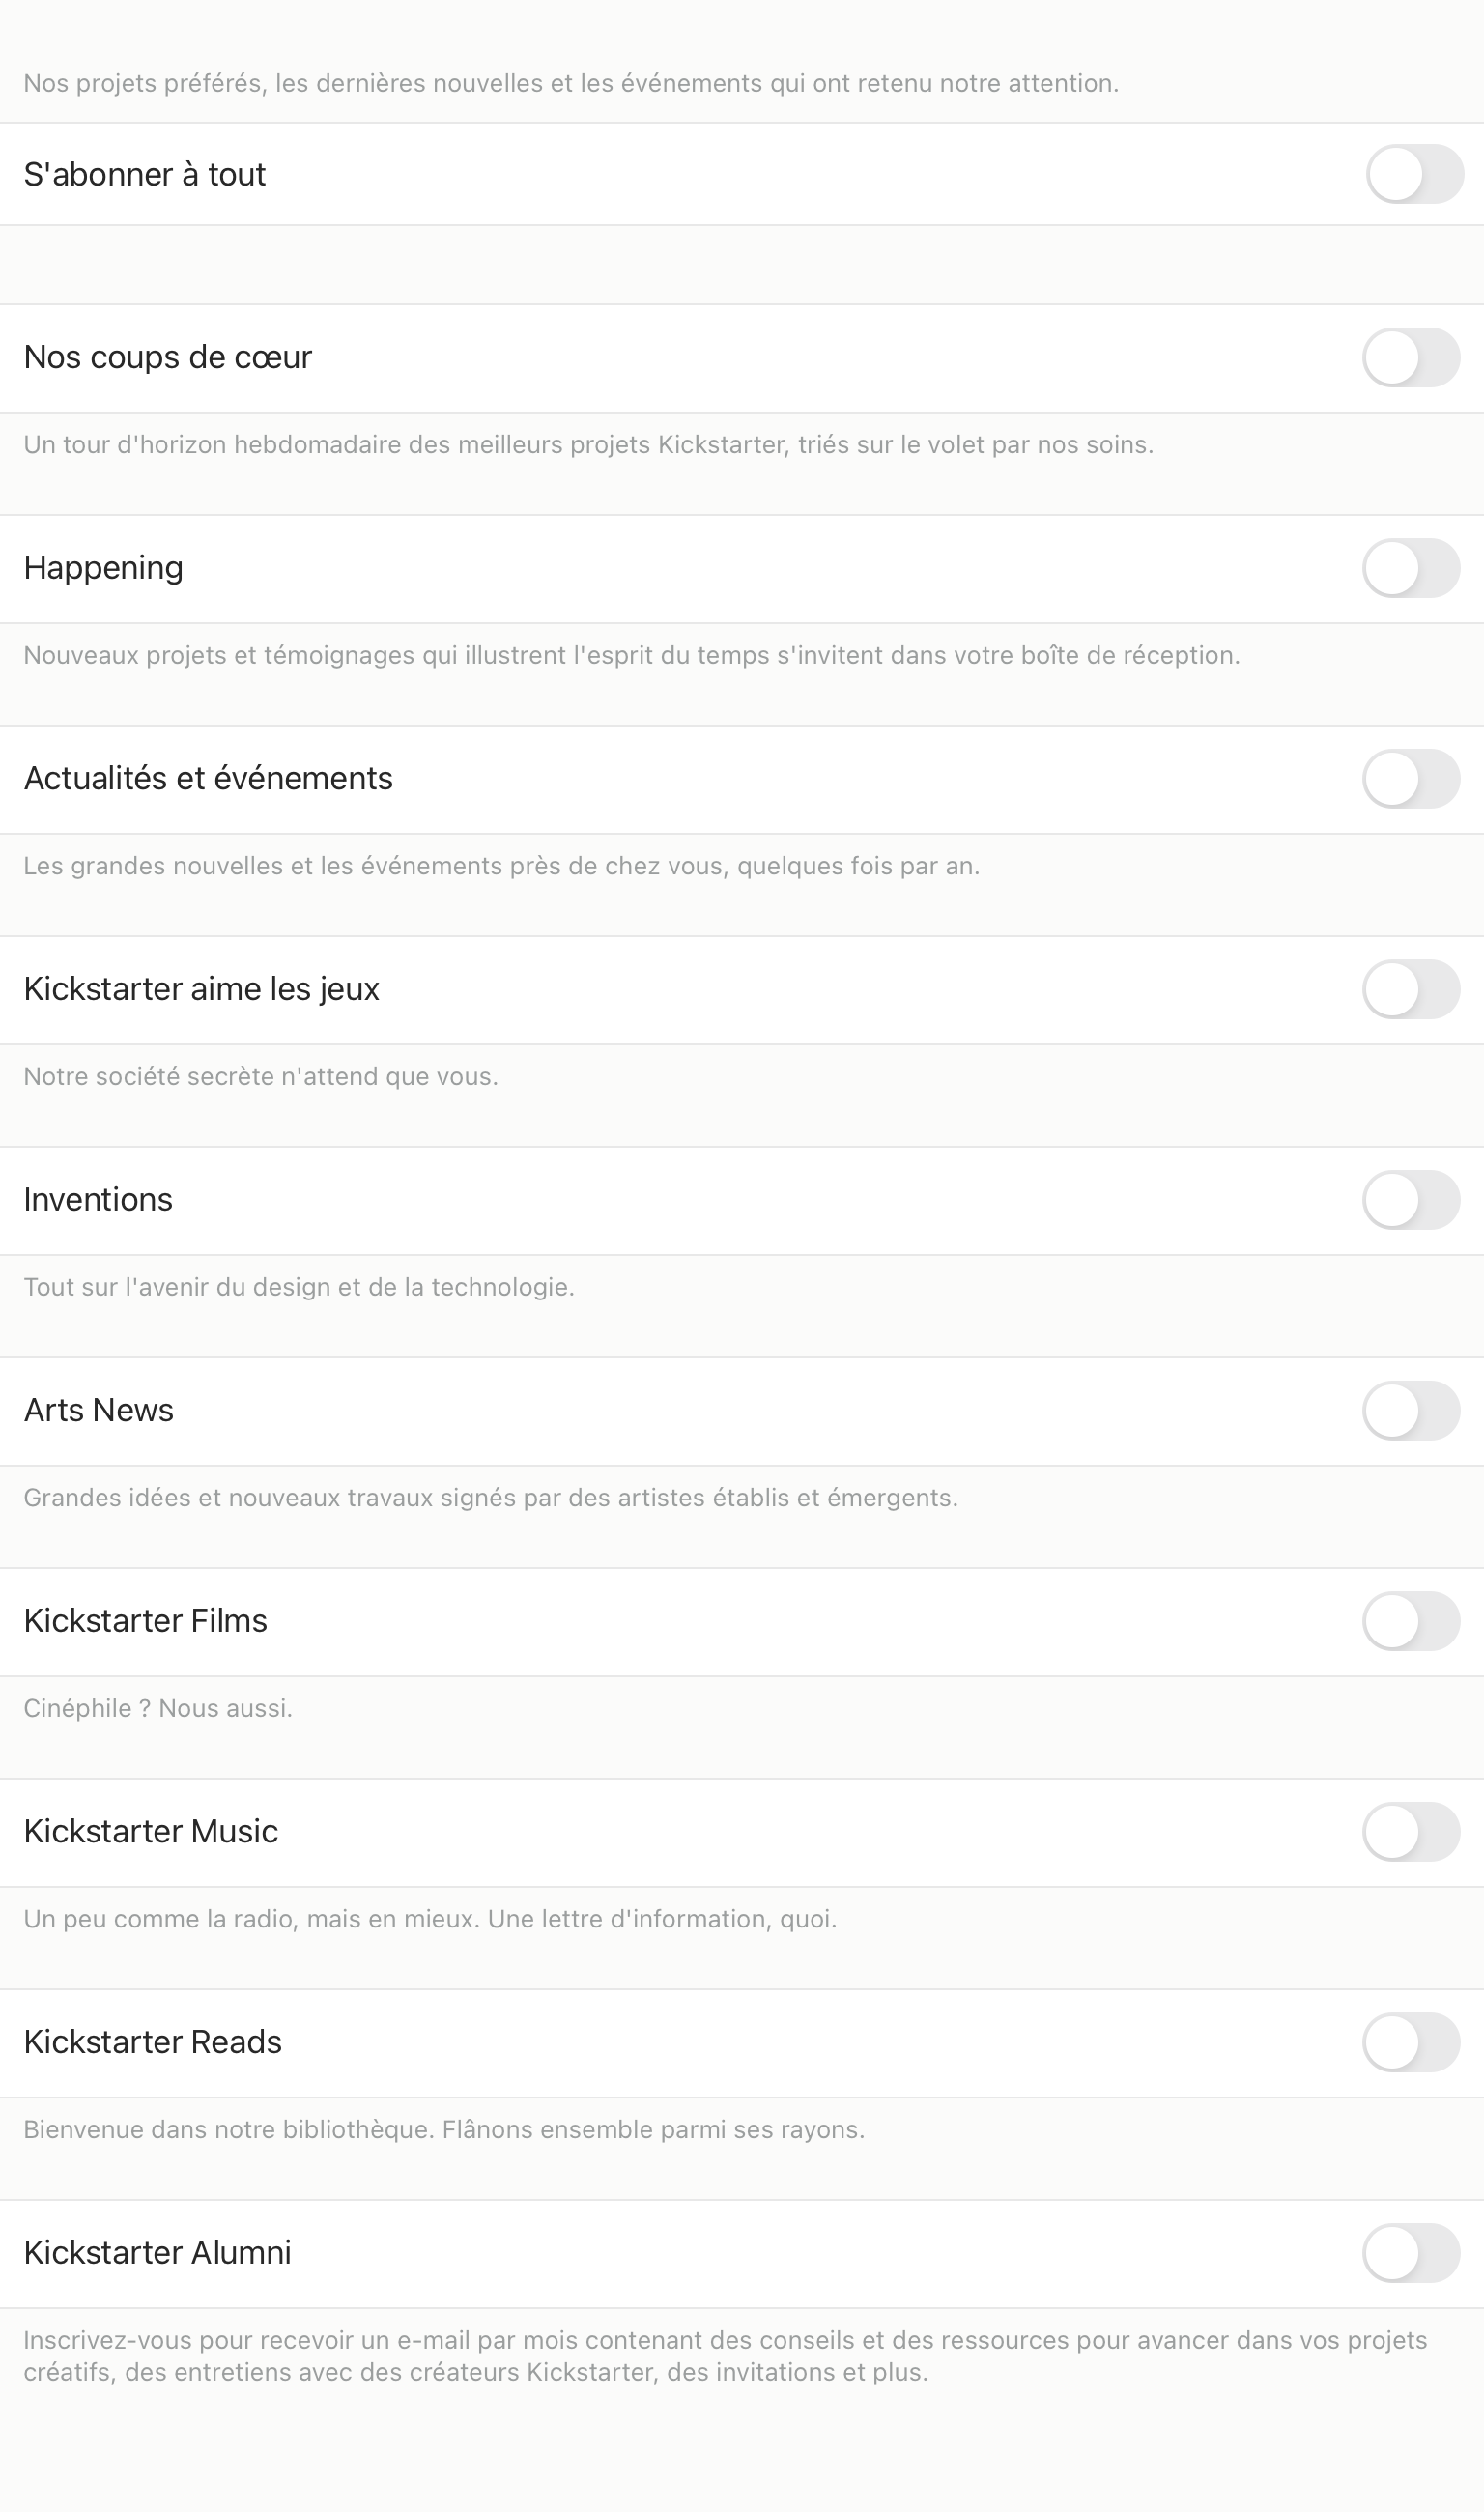 Nos projets préférés, les dernières nouvelles et les événements qui ont retenu notre attention.
S'abonner à tout
Nos coups de cœur
Un tour d'horizon hebdomadaire des meilleurs projets Kickstarter, triés sur le volet par nos soins.
Happening
Nouveaux projets et témoignages qui illustrent l'esprit du temps s'invitent dans votre boîte de réception.
Actualités et événements
Les grandes nouvelles et les événements près de chez vous, quelques fois par an.
Kickstarter aime les jeux
Notre société secrète n'attend que vous.
Inventions
Tout sur l'avenir du design et de la technologie.
Arts News
Grandes idées et nouveaux travaux signés par des artistes établis et émergents.
Kickstarter Films
Cinéphile ? Nous aussi.
Kickstarter Music
Un peu comme la radio, mais en mieux. Une lettre d'information, quoi.
Kickstarter Reads
Bienvenue dans notre bibliothèque. Flânons ensemble parmi ses rayons.
Kickstarter Alumni
Inscrivez-vous pour recevoir un e-mail par mois contenant des conseils et des ressources pour avancer dans vos projets
créatifs, des entretiens avec des créateurs Kickstarter, des invitations et plus.